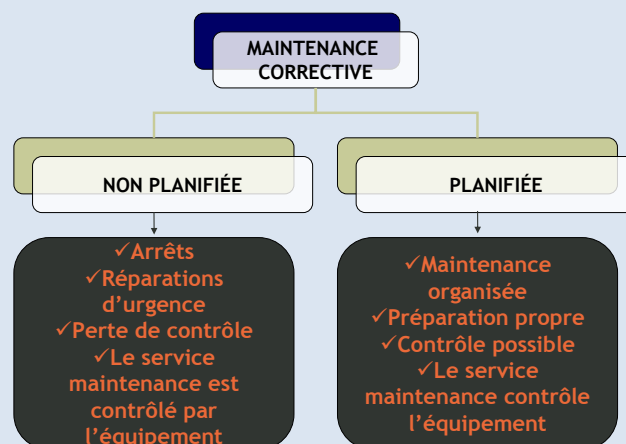 MAINTENANCE
CORRECTIVE
NON PLANIFIÉE
PLANIFIÉE
✓Arrêts
✓Réparations
d’urgence
✓Perte de contrôle
✓Le service
maintenance est
contrôlé par
l’équipement
✓Maintenance
organisée
✓Préparation propre
✓Contrôle possible
✓Le service
maintenance contrôle
l’équipement